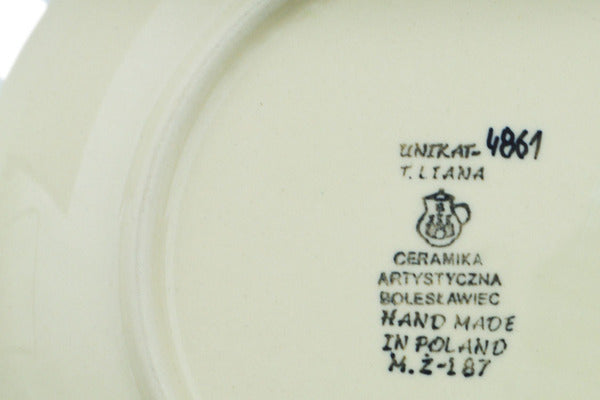 UNIKAT-4861
T. LIANA
CERAMIKA
ARTYSTYCZNA
BOLESŁAWIEC
HAND MADE
IN POLAND
M.Ż-187